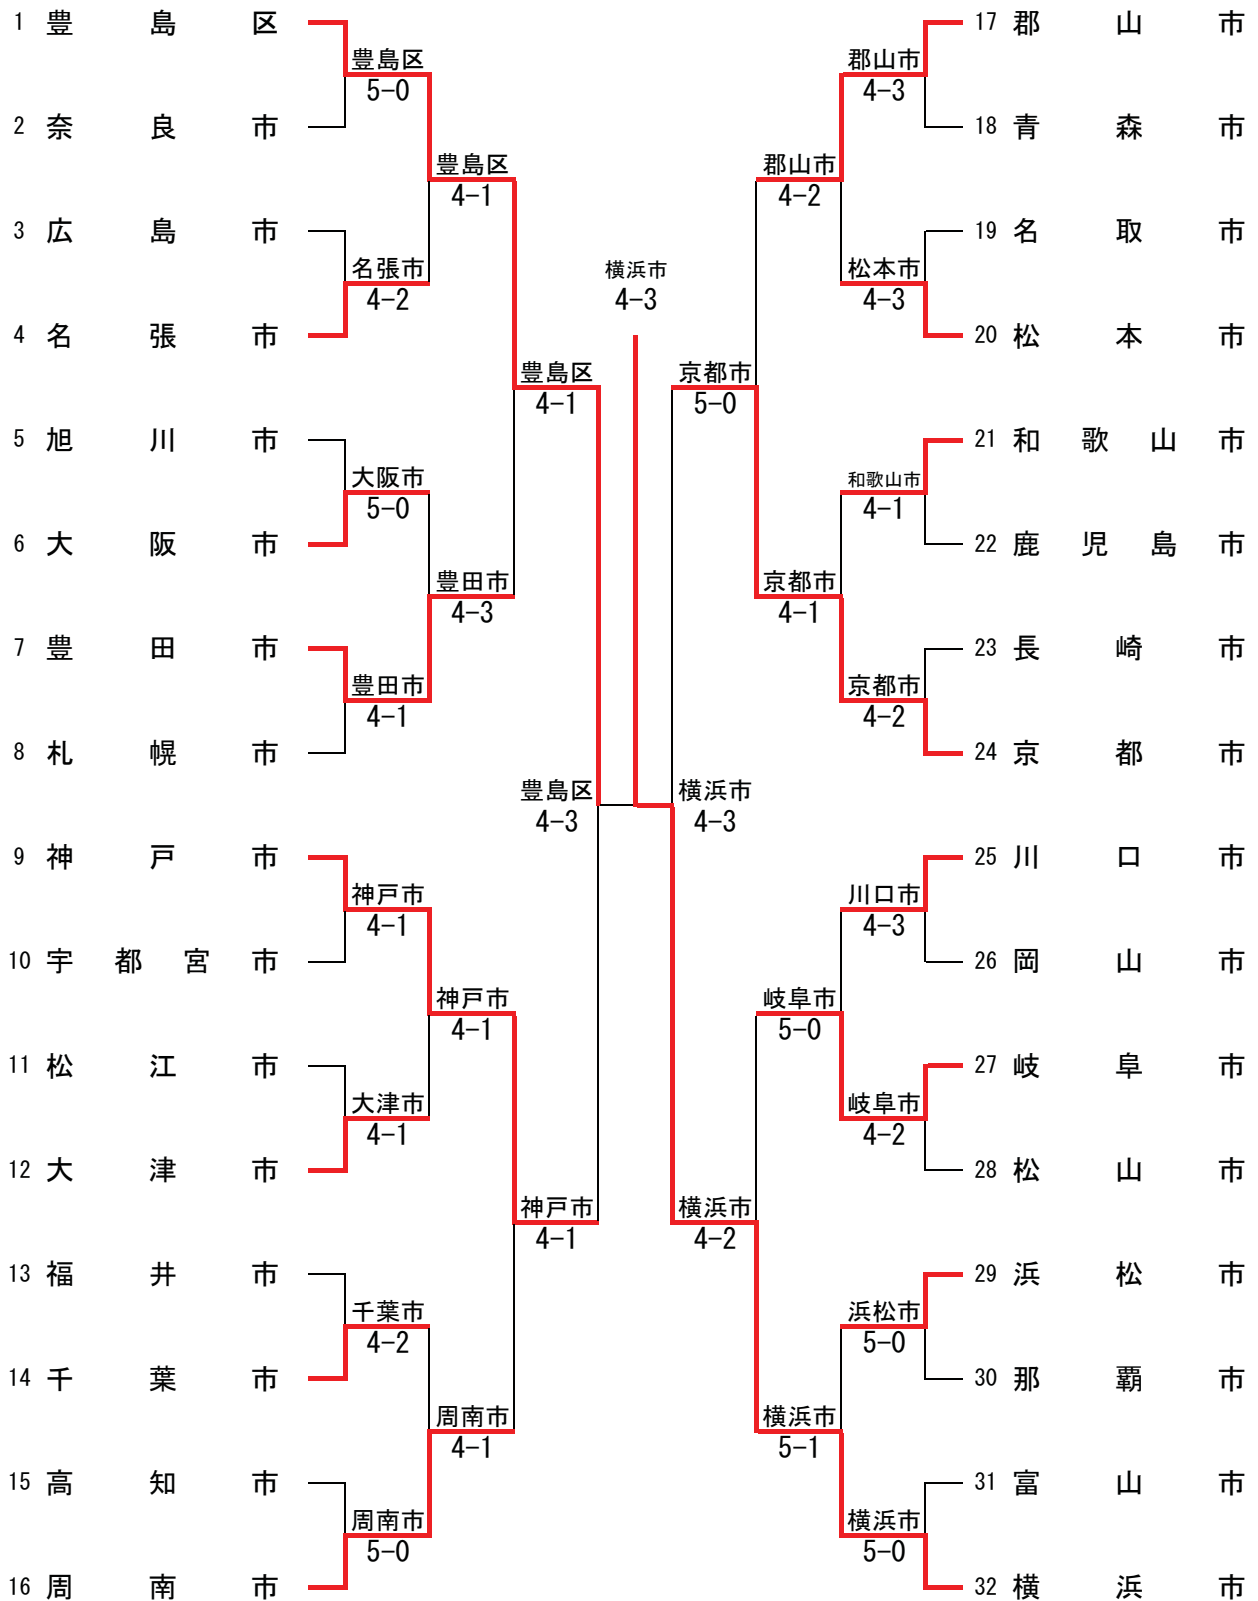 1 豊島区
2 奈良市
3 広島市
4 名張市
5 旭川市
6 大阪市
7 豊田市
8 札幌市
9 神戸市
10 宇都宮市
11 松江市
12 大津市
13 福井市
14 千葉市
15 高知市
16 周南市
豊島区
5-0
名張市
4-2
大阪市
5-0
豊田市
4-1
神戸市
4-1
大津市
4-1
千葉市
4-2
周南市
5-0
豊島区
4-1
豊田市
4-3
神戸市
4-1
周南市
4-1
豊島区
4-1
神戸市
4-1
豊島区
4-3
横浜市
4-3
横浜市
4-3
京都市
5-0
横浜市
4-2
郡山市
4-2
京都市
4-1
岐阜市
5-0
横浜市
5-1
郡山市
4-3
松本市
4-3
和歌山市
4-1
京都市
4-2
川口市
4-3
岐阜市
4-2
浜松市
5-0
横浜市
5-0
17 郡山市
18 青森市
19 名取市
20 松本市
21 和歌山市
22 鹿児島市
23 長崎市
24 京都市
25 川口市
26 岡山市
27 岐阜市
28 松山市
29 浜松市
30 那覇市
31 富山市
32 横浜市